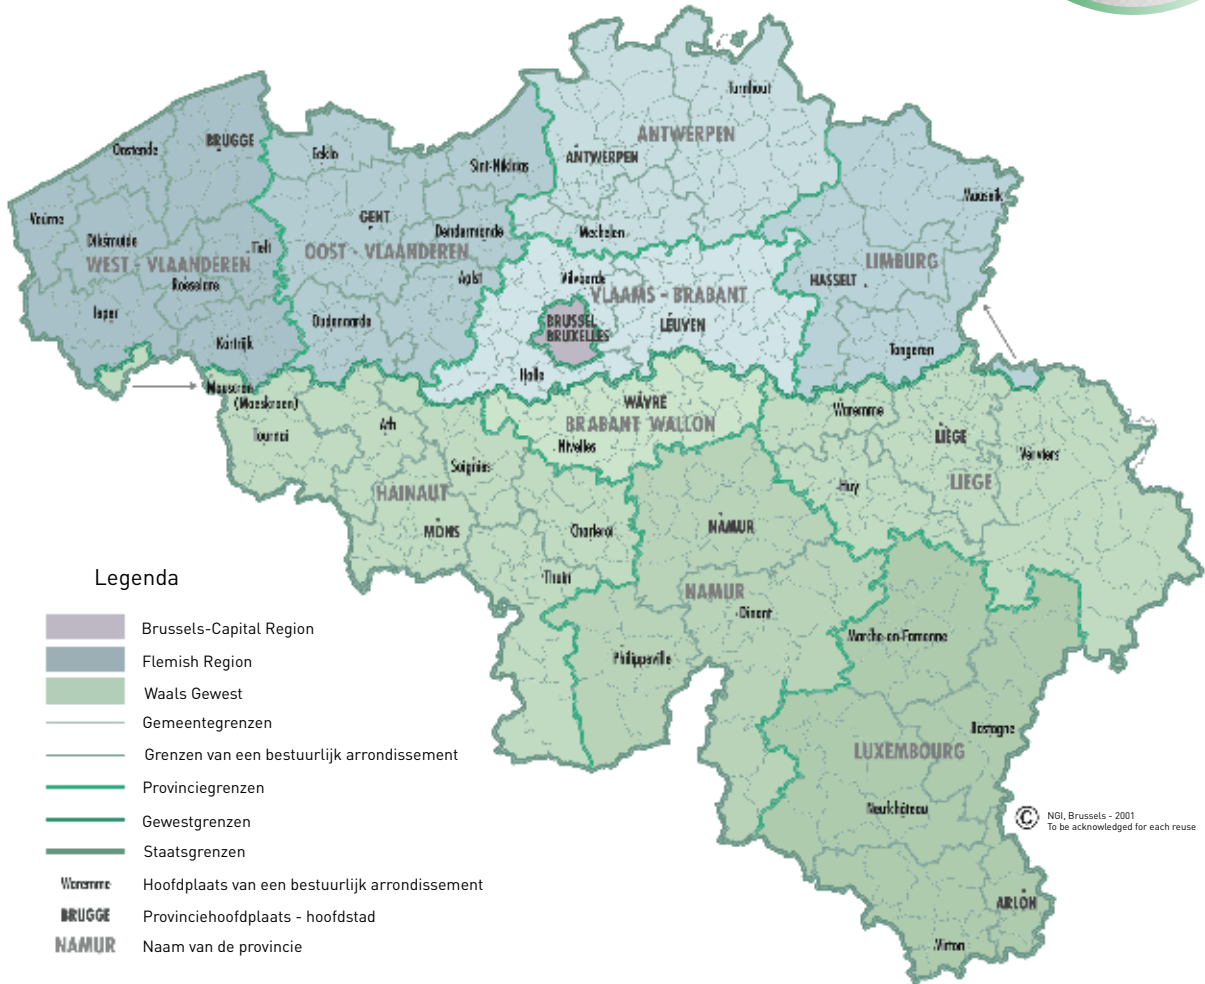 Turnhout
ANTWERPEN
ANTWERPEN
BRUGGE
Oostende
Eeklo
Sint-Niklaas
Maaseik
Veurne
GENT
Diksmuide
Dendermonde
Mechelen
Tielt
OOST - VLAANDEREN
WEST - VLAANDEREN
LIMBURG
Roeselare
Aalst
Vilvoorde
HASSELT
VLAAMS - BRABANT
Ieper
Oudenaarde
BRUSSEL
BRUXELLES
LEUVEN
Kortrijk
Tongeren
Halle
Mouscron
(Moeskroen)
WAVRE
Waremme
Ath
BRABANT WALLON
Tournai
LIEGE
Nivelles
Verviers
Soignies
HAINAUT
LIEGE
Huy
MONS
Charleroi
NAMUR
Thuin
NAMUR
Dinant
Marche-en-Famenne
Philippeville
Bastogne
LUXEMBOURG
Neufchâteau
ARLON
Virton
Legenda
Brussels-Capital Region
Flemish Region
Waals Gewest
Gemeentegrenzen
Grenzen van een bestuurlijk arrondissement
Provinciegrenzen
Gewestgrenzen
Staatsgrenzen
Waremme Hoofdplaats van een bestuurlijk arrondissement
BRUGGE Provinciehoofdplaats - hoofdstad
NAMUR Naam van de provincie
© NGI, Brussels - 2001
To be acknowledged for each reuse